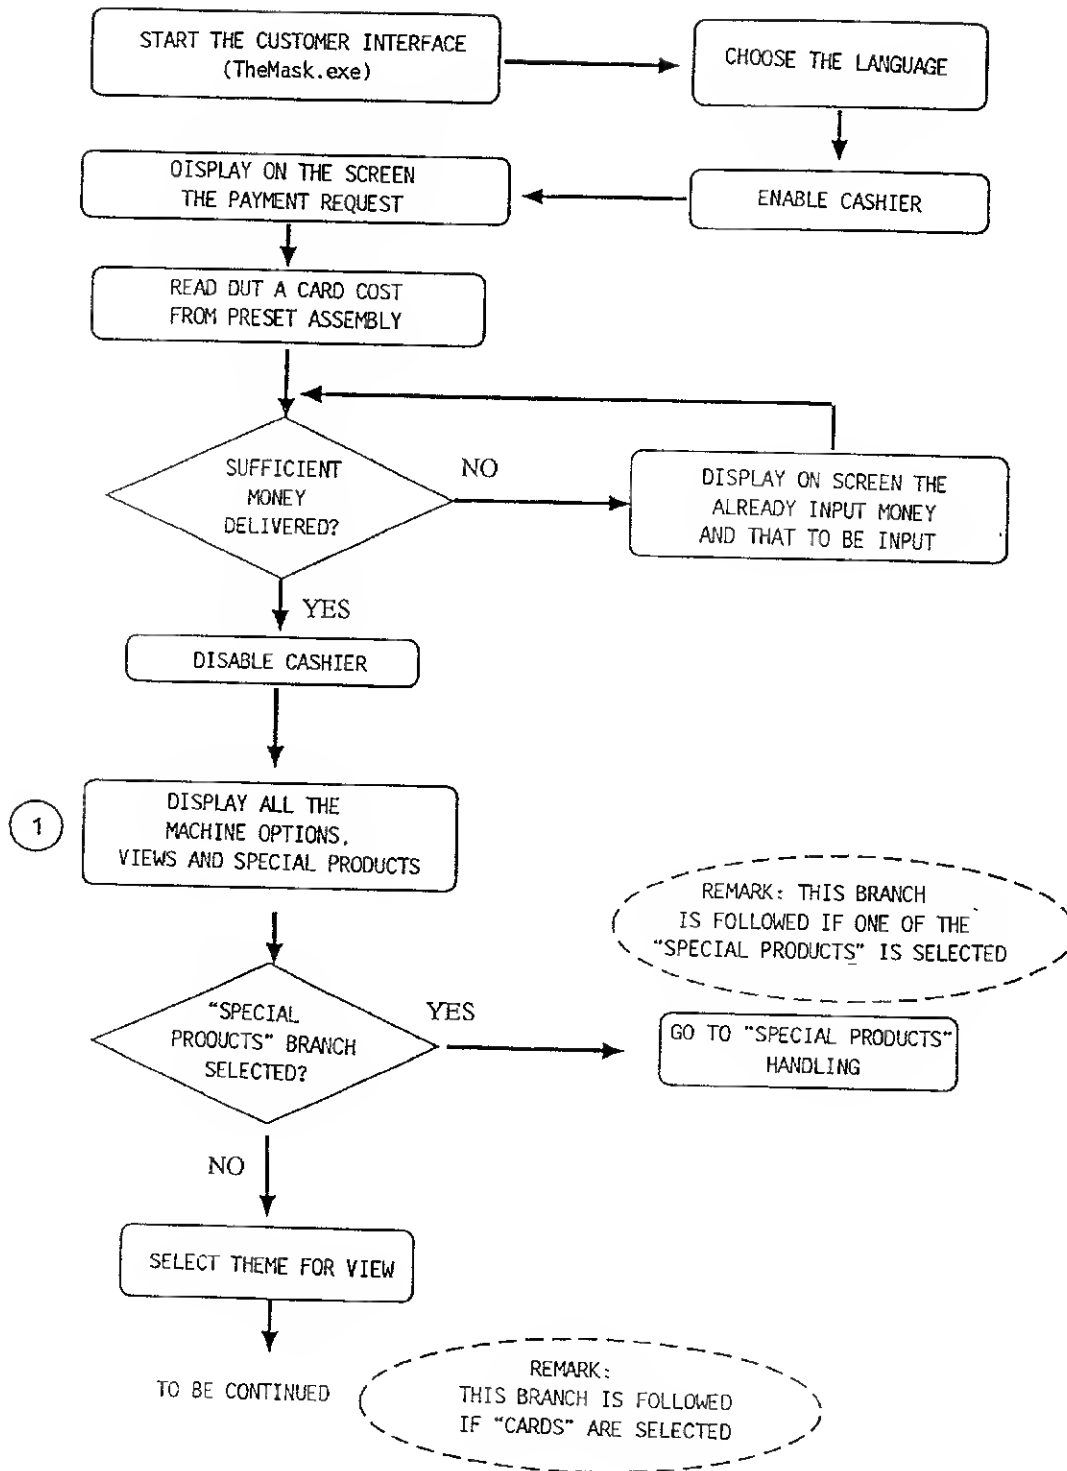 START THE CUSTOMER INTERFACE
(TheMask.exe)
CHOOSE THE LANGUAGE
OISPLAY ON THE SCREEN
THE PAYMENT REQUEST
ENABLE CASHIER
READ DUT A CARD COST
FROM PRESET ASSEMBLY
SUFFICIENT
MONEY
DELIVERED?
NO
DISPLAY ON SCREEN THE
ALREADY INPUT MONEY
AND THAT TO BE INPUT
YES
DISABLE CASHIER
1
DISPLAY ALL THE
MACHINE OPTIONS,
VIEWS AND SPECIAL PRODUCTS
REMARK: THIS BRANCH
IS FOLLOWED IF ONE OF THE
"SPECIAL PRODUCTS" IS SELECTED
"SPECIAL
PROOUCTS" BRANCH
SELECTED?
YES
GO TO "SPECIAL PRODUCTS"
HANDLING
NO
SELECT THEME FOR VIEW
TO BE CONTINUED
REMARK:
THIS BRANCH IS FOLLOWED
IF "CARDS" ARE SELECTED